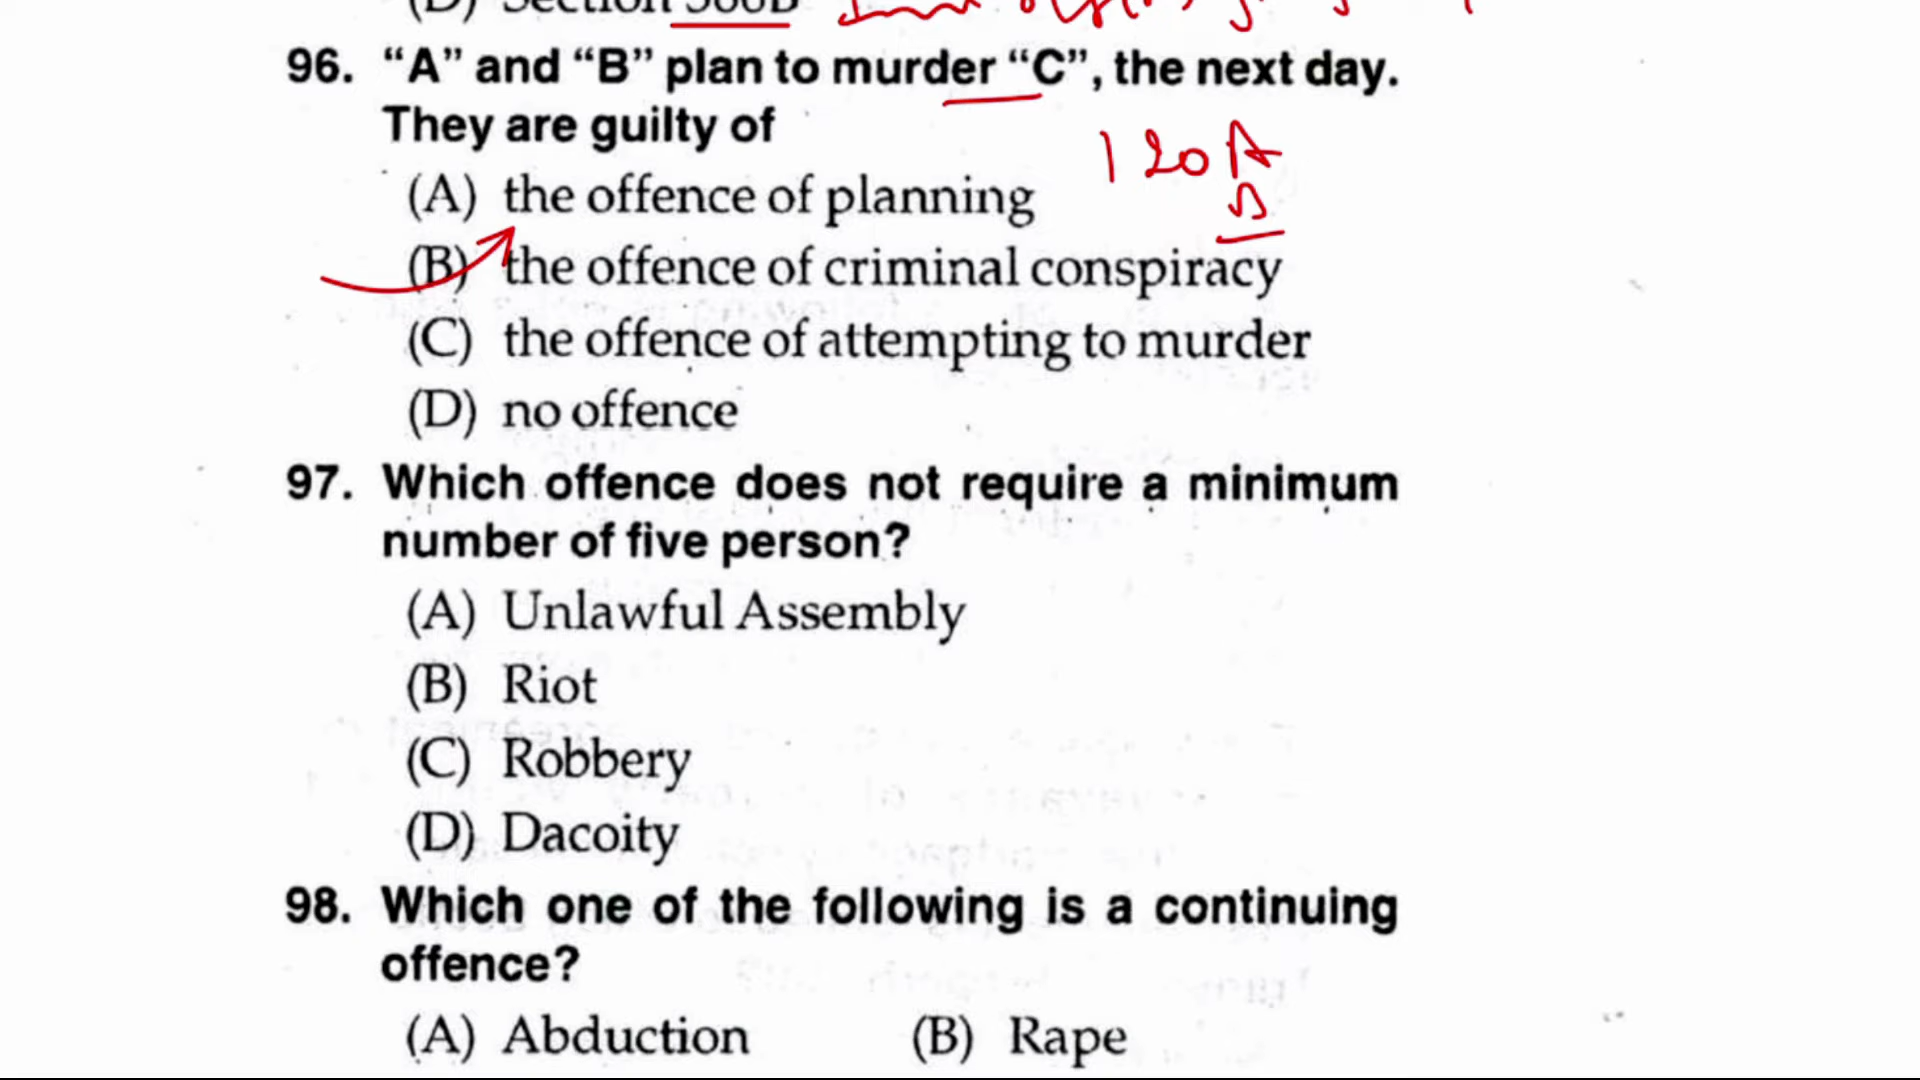 (D) Section 366B
96. “A” and “B” plan to murder “C”, the next day.
They are guilty of
120A
B
(A) the offence of planning
(B) the offence of criminal conspiracy
(C) the offence of attempting to murder
(D) no offence
97. Which offence does not require a minimum
number of five person?
(A) Unlawful Assembly
(B) Riot
(C) Robbery
(D) Dacoity
98. Which one of the following is a continuing
offence?
(A) Abduction (B) Rape